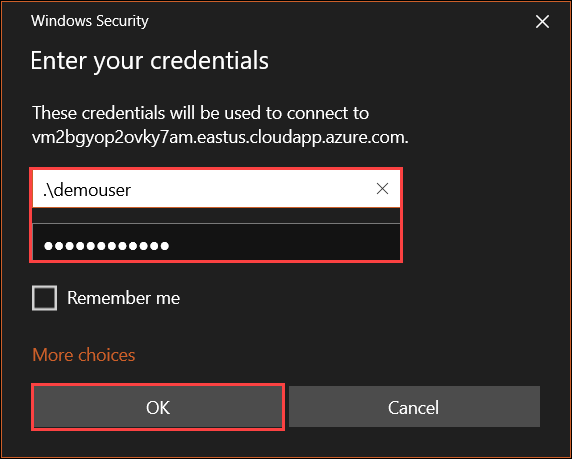 Windows Security
Enter your credentials
These credentials will be used to connect to
vm2bgyop2ovky7am.eastus.cloudapp.azure.com.
.\demouser
●●●●●●●●●●●●
Remember me
More choices
OK Cancel